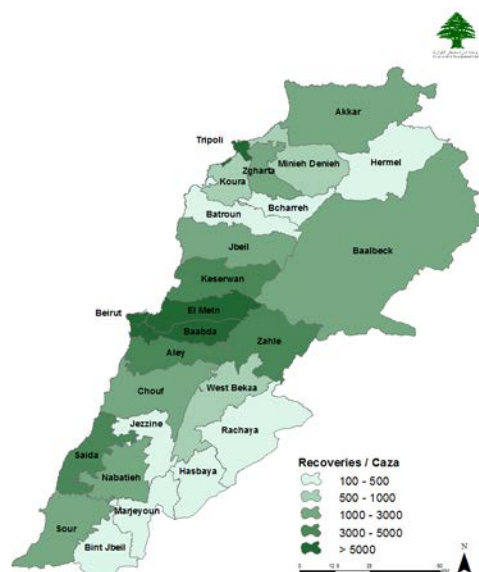 Akkar
Tripoli
Hermel
Minieh Denieh
Zgharta
Koura
Bcharreh
Batroun
Jbeil
Baalbeck
Keserwan
El Metn
Beirut
Baabda
Zahle
Aley
West Bekaa
Chouf
Jezzine
Rachaya
Saida
Hasbaya
Nabatieh
Marjeyoun
Sour
Bint Jbeil
Recoveries / Caza
100 - 500
500 - 1000
1000 - 3000
3000 - 5000
> 5000
N